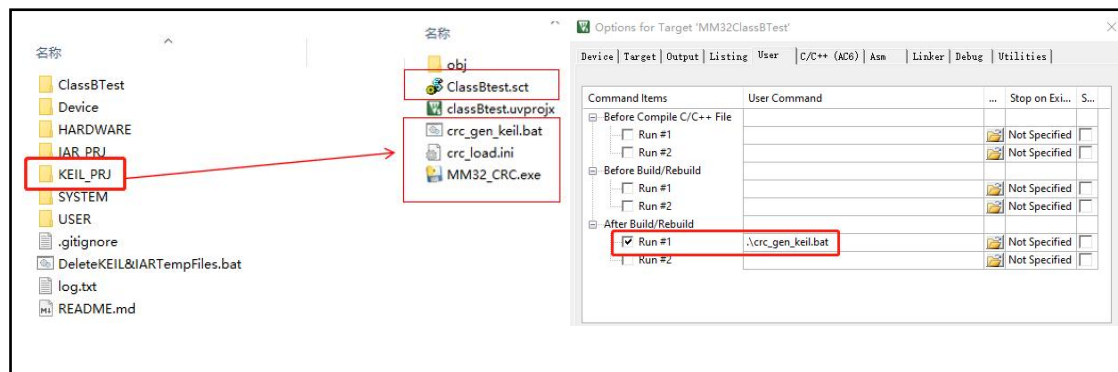 名称
ClassBTest
Device
HARDWARE
IAR_PRJ
KEIL_PRJ
SYSTEM
USER
.gitignore
DeleteKEIL&IARTempFiles.bat
log.txt
README.md
名称
obj
ClassBtest.sct
classBtest.uvprojx
crc_gen_keil.bat
crc_load.ini
MM32_CRC.exe
Options for Target 'MM32ClassBTest'
Device | Target | Output | Listing | User | C/C++ (AC6) | Asm | Linker | Debug | Utilities |
Command Items User Command ... Stop on Exi... S...
Before Compile C/C++ File
Run #1 Not Specified
Run #2 Not Specified
Before Build/Rebuild
Run #1 Not Specified
Run #2 Not Specified
After Build/Rebuild
Run #1 .\crc_gen_keil.bat Not Specified
Run #2 Not Specified